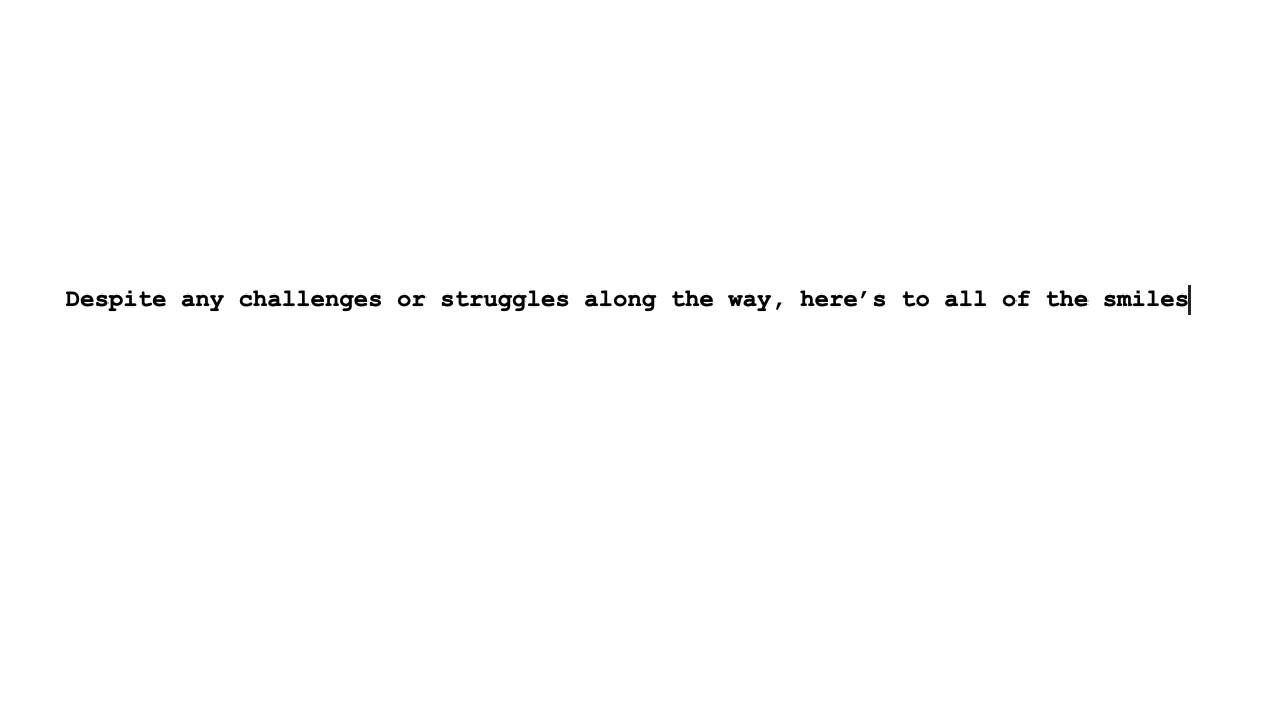 Despite any challenges or struggles along the way, here’s to all of the smiles